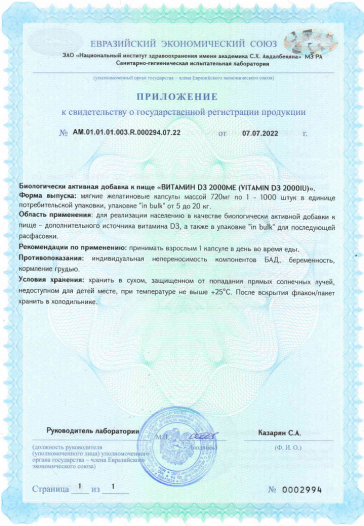 ЕВРАЗИЙСКИЙ ЭКОНОМИЧЕСКИЙ СОЮЗ
ЗАО «Национальный институт здравоохранения имени академика С.Х. Авдалбекяна» МЗ РА
Санитарно-гигиеническая испытательная лаборатория
(уполномоченный орган государства – члена Евразийского экономического союза)
ПРИЛОЖЕНИЕ
к свидетельству о государственной регистрации продукции
№ AM.01.01.01.003.R.000294.07.22 от 07.07.2022 г.
Биологически активная добавка к пище «ВИТАМИН D3 2000МЕ (VITAMIN D3 2000IU)».
Форма выпуска: мягкие желатиновые капсулы массой 720мг по 1 - 1000 штук в единице
потребительской упаковки, упаковке "in bulk" от 5 до 20 кг.
Область применения: для реализации населению в качестве биологически активной добавки к
пище – дополнительного источника витамина D3, а также в упаковке "in bulk" для последующей
расфасовки.
Рекомендации по применению: принимать взрослым 1 капсуле в день во время еды.
Противопоказания: индивидуальная непереносимость компонентов БАД, беременность,
кормление грудью.
Условия хранения: хранить в сухом, защищенном от попадания прямых солнечных лучей,
недоступном для детей месте, при температуре не выше +25°С. После вскрытия флакон/пакет
хранить в холодильнике.
Руководитель лаборатории Казарян С.А.
(должность руководителя (подпись) (Ф. И. О.)
(уполномоченного лица) уполномоченного
органа государства – члена Евразийского
экономического союза)
Страница 1 из 1 № 0002994